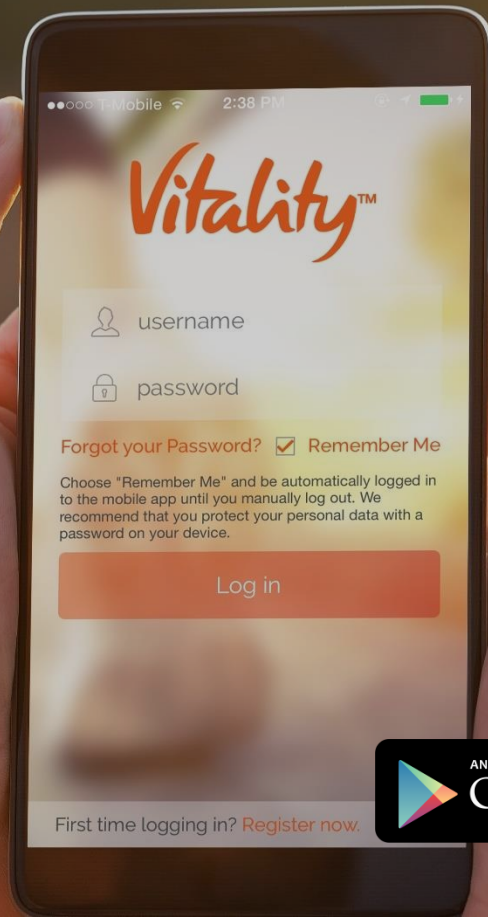 T-Mobile 2:38 PM
Vitality™
username
password
Forgot your Password? Remember Me
Choose "Remember Me" and be automatically logged in
to the mobile app until you manually log out. We
recommend that you protect your personal data with a
password on your device.
Log in
AN
First time logging in? Register now.